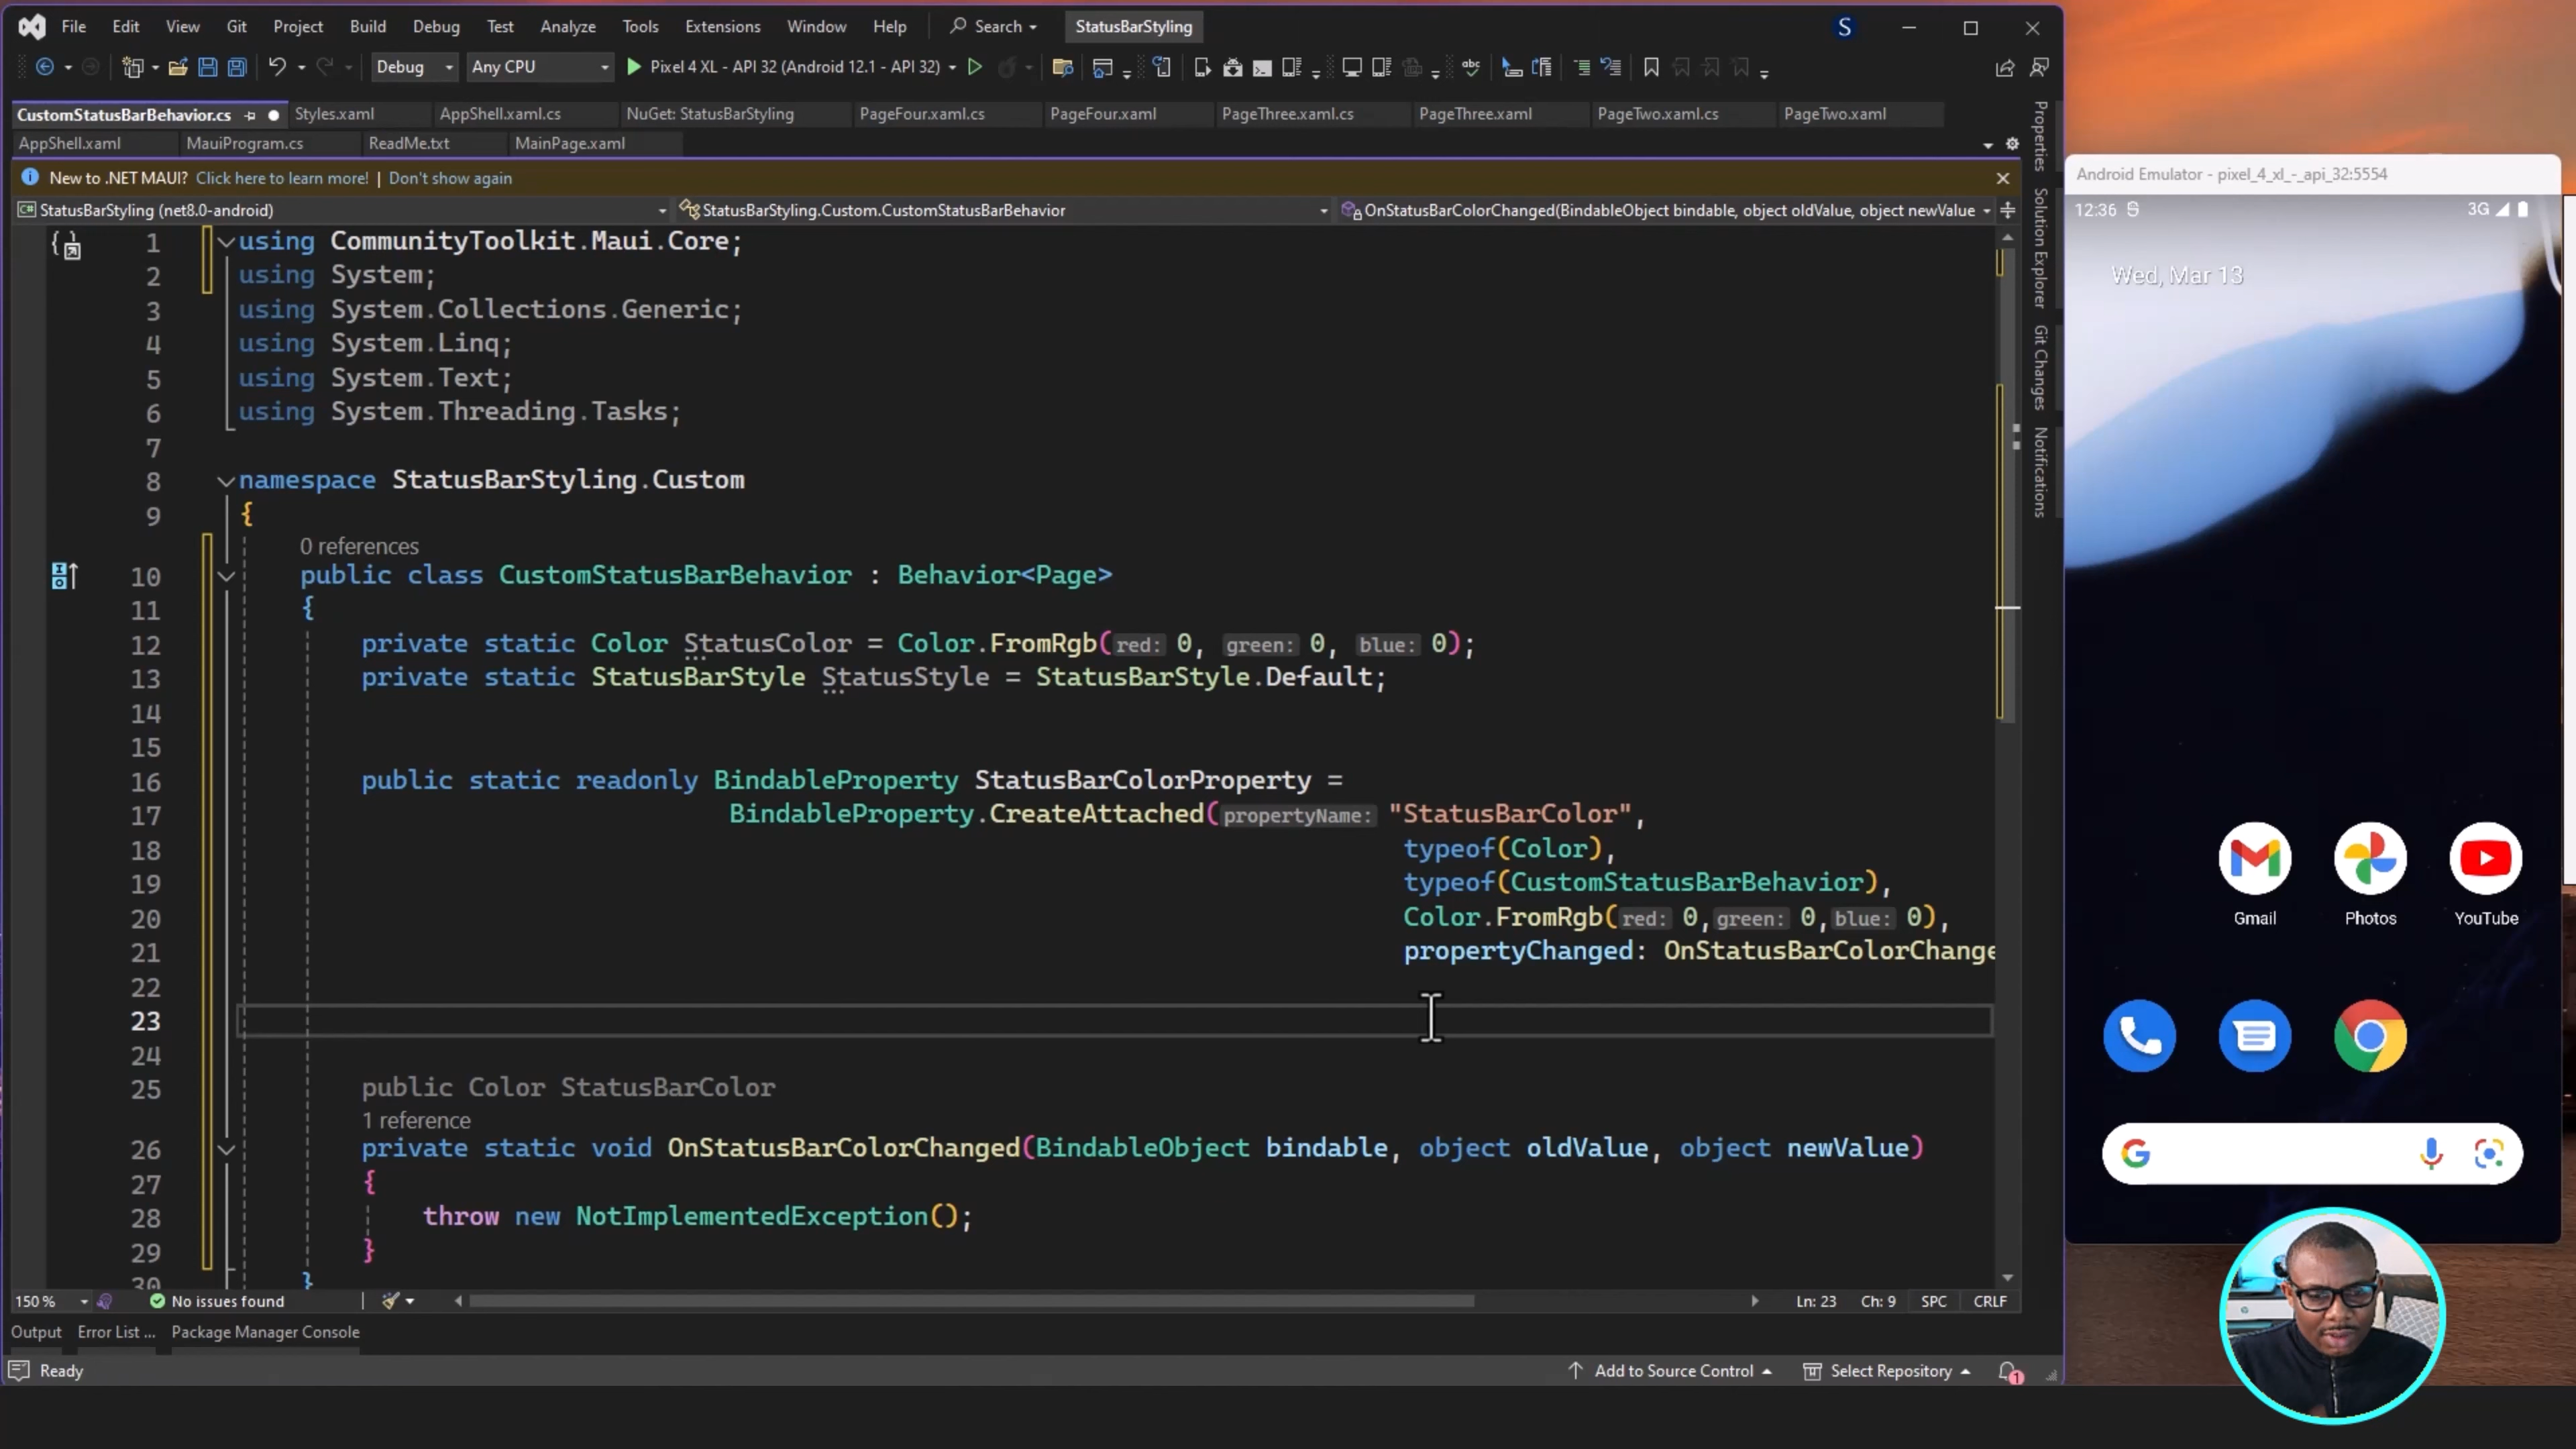 File Edit View Git Project Build Debug Test Analyze Tools Extensions Window Help Search StatusBarStyling S
Debug Any CPU Pixel 4 XL - API 32 (Android 12.1 - API 32)
CustomStatusBarBehavior.cs Styles.xaml AppShell.xaml.cs NuGet: StatusBarStyling PageFour.xaml.cs PageFour.xaml PageThree.xaml.cs PageThree.xaml PageTwo.xaml.cs PageTwo.xaml
AppShell.xaml MauiProgram.cs ReadMe.txt MainPage.xaml
New to .NET MAUI? Click here to learn more! | Don't show again
StatusBarStyling (net8.0-android) StatusBarStyling.Custom.CustomStatusBarBehavior OnStatusBarColorChanged(BindableObject bindable, object oldValue, object newValue
1 using CommunityToolkit.Maui.Core;
2 using System;
3 using System.Collections.Generic;
4 using System.Linq;
5 using System.Text;
6 using System.Threading.Tasks;
7
8 namespace StatusBarStyling.Custom
9 {
0 references
10 public class CustomStatusBarBehavior : Behavior<Page>
11 {
12 private static Color StatusColor = Color.FromRgb(red: 0, green: 0, blue: 0);
13 private static StatusBarStyle StatusStyle = StatusBarStyle.Default;
14
15
16 public static readonly BindableProperty StatusBarColorProperty =
17 BindableProperty.CreateAttached(propertyName: "StatusBarColor",
18 typeof(Color),
19 typeof(CustomStatusBarBehavior),
20 Color.FromRgb(red: 0,green: 0,blue: 0),
21 propertyChanged: OnStatusBarColorChange
22
23
24
25 public Color StatusBarColor
1 reference
26 private static void OnStatusBarColorChanged(BindableObject bindable, object oldValue, object newValue)
27 {
28 throw new NotImplementedException();
29 }
30 }
150 % No issues found Ln: 23 Ch: 9 SPC CRLF
Output Error List ... Package Manager Console
Ready Add to Source Control Select Repository 1
Properties
Solution Explorer
Git Changes
Notifications
Android Emulator - pixel_4_xl_-_api_32:5554
12:36 3G
Wed, Mar 13
Gmail Photos YouTube